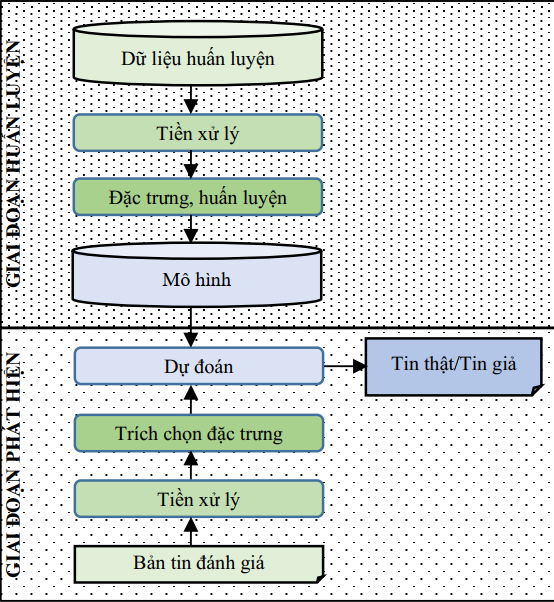 GIAI ĐOẠN HUẤN LUYỆN
Dữ liệu huấn luyện
Tiền xử lý
Đặc trưng, huấn luyện
Mô hình
GIAI ĐOẠN PHÁT HIỆN
Dự đoán
Tin thật/Tin giả
Trích chọn đặc trưng
Tiền xử lý
Bản tin đánh giá